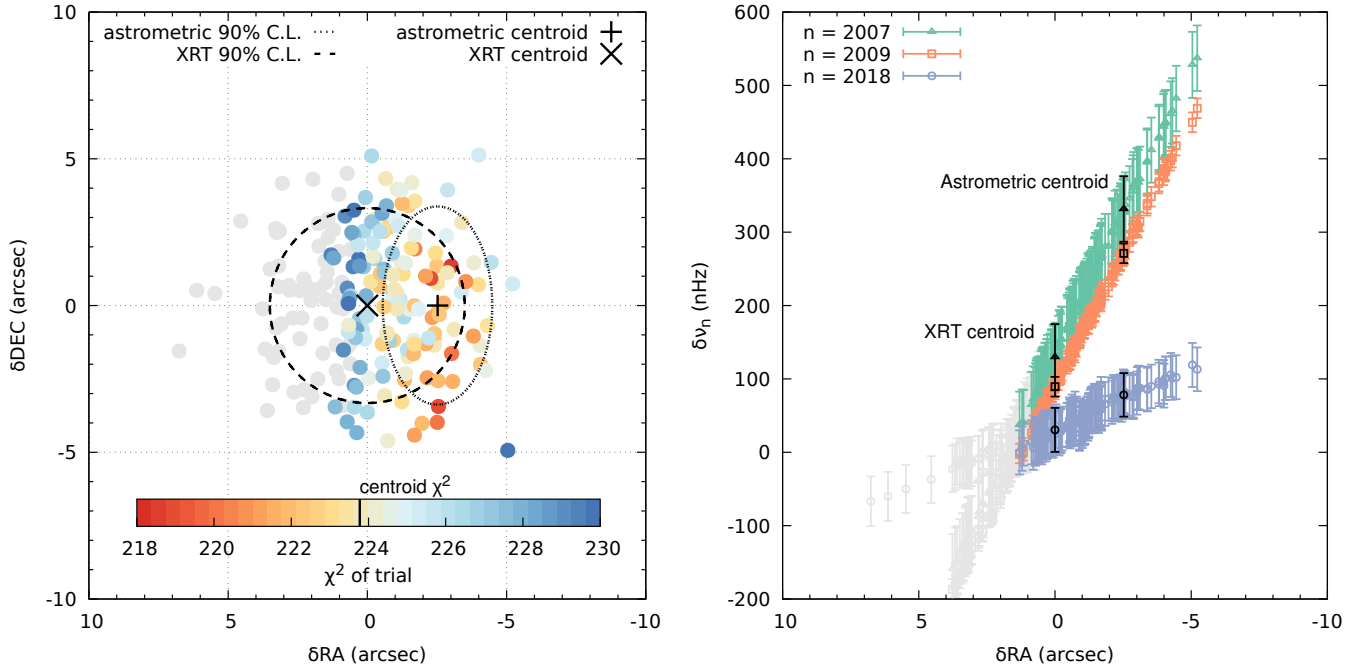 astrometric 90% C.L.
XRT 90% C.L.
astrometric centroid
XRT centroid
10
5
0
-5
-10
δDEC (arcsec)
centroid χ²
218 220 222 224 226 228 230
χ² of trial
10 5 0 -5 -10
δRA (arcsec)
n = 2007
n = 2009
n = 2018
600
500
400
300
200
100
0
-100
-200
δνₙ (nHz)
Astrometric centroid
XRT centroid
10 5 0 -5 -10
δRA (arcsec)